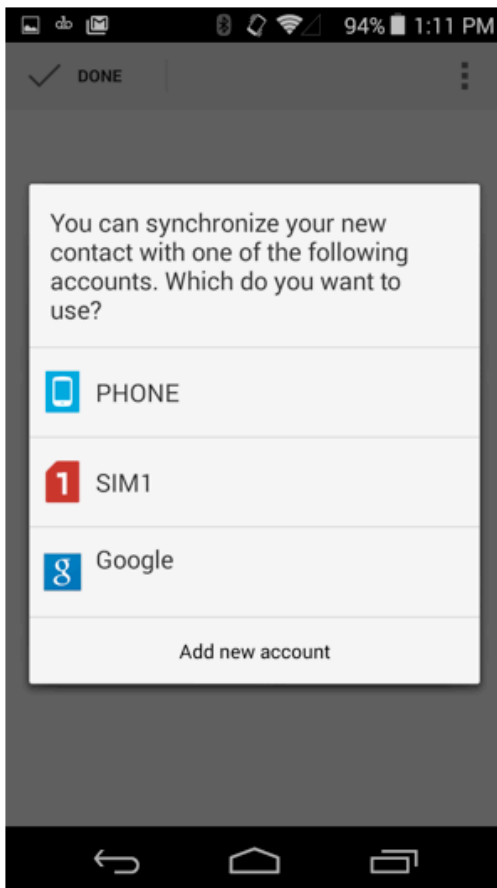 94% 1:11 PM
DONE
You can synchronize your new
contact with one of the following
accounts. Which do you want to
use?
PHONE
1 SIM1
g Google
Add new account